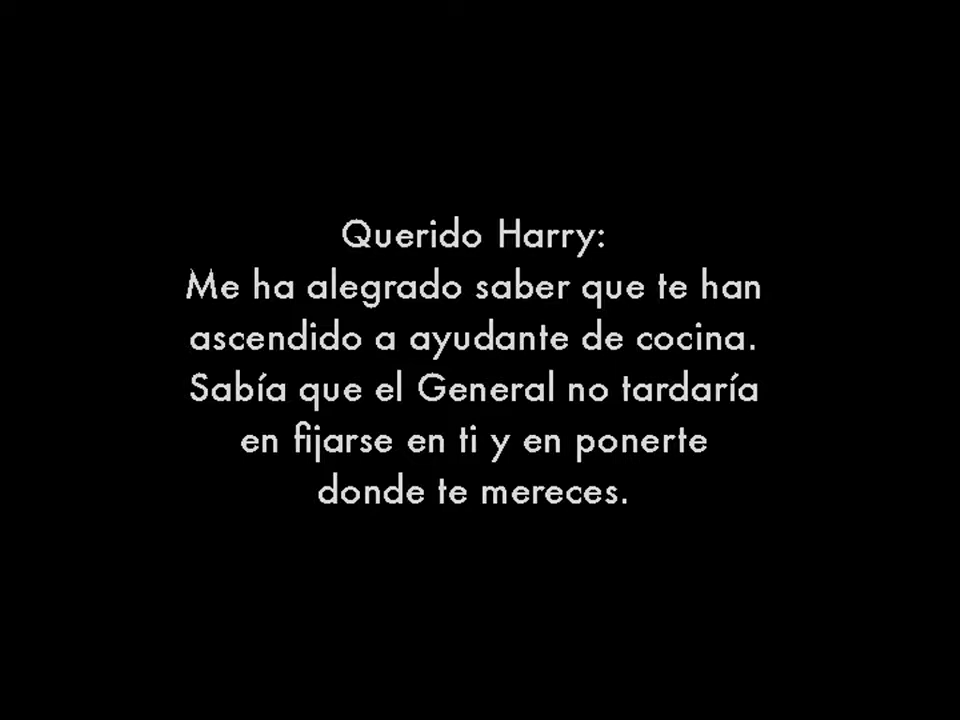 Querido Harry:
Me ha alegrado saber que te han
ascendido a ayudante de cocina.
Sabía que el General no tardaría
en fijarse en ti y en ponerte
donde te mereces.